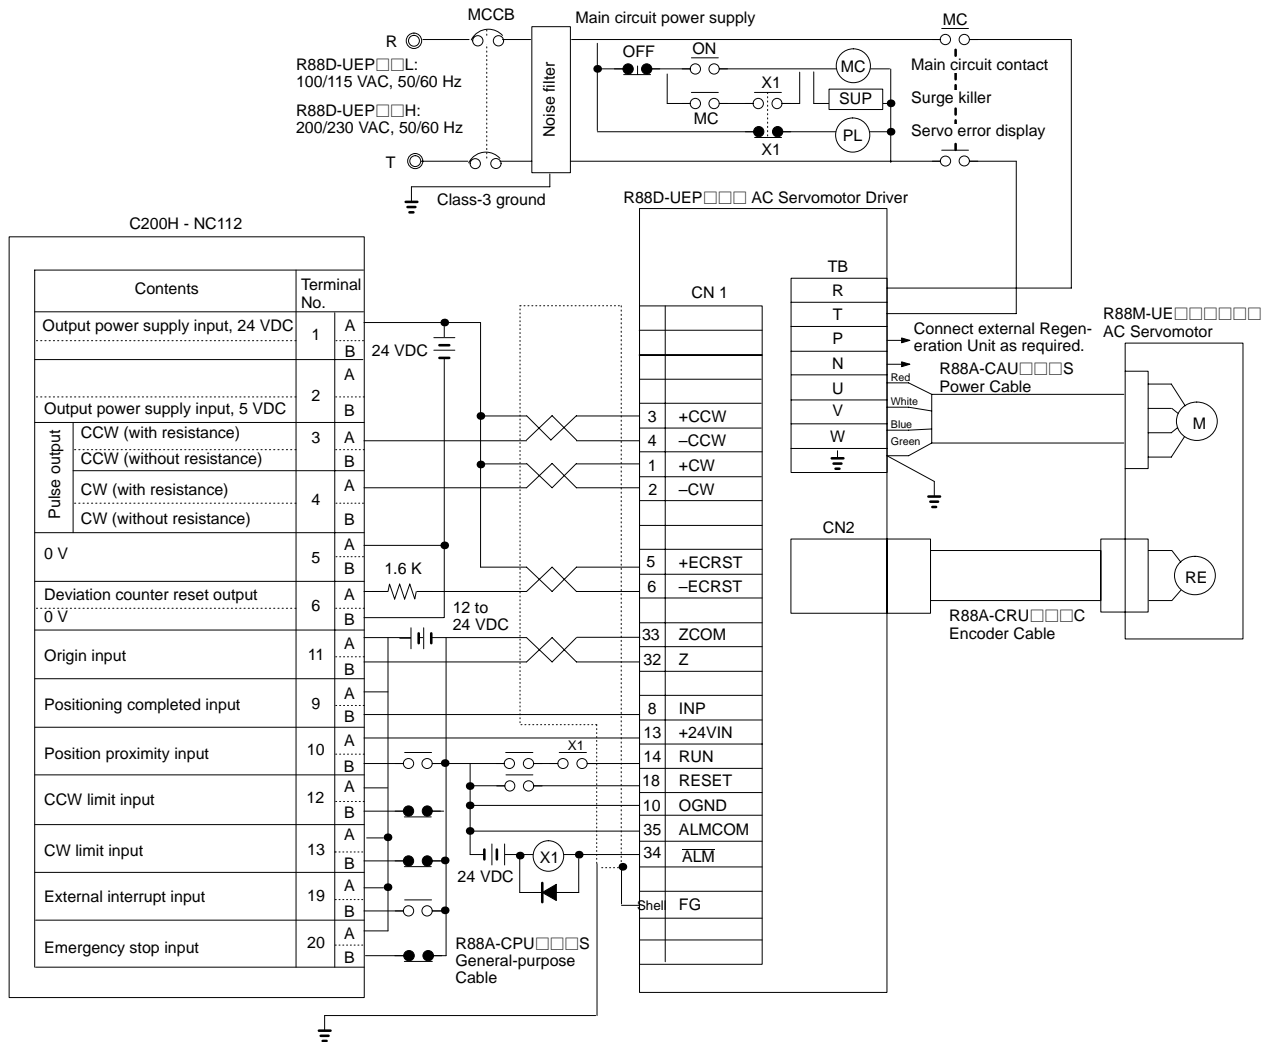 MCCB
Main circuit power supply
MC
R
OFF
ON
R88D-UEP□□L:
100/115 VAC, 50/60 Hz
MC
Main circuit contact
X1
SUP
Surge killer
Noise filter
R88D-UEP□□H:
200/230 VAC, 50/60 Hz
MC
PL
Servo error display
X1
T
Class-3 ground
R88D-UEP□□□ AC Servomotor Driver
C200H - NC112
Contents
Terminal
No.
Output power supply input, 24 VDC
1
A
B
24 VDC
Output power supply input, 5 VDC
2
A
B
Pulse output
CCW (with resistance)
CCW (without resistance)
3
A
B
CW (with resistance)
CW (without resistance)
4
A
B
0 V
5
A
B
Deviation counter reset output
0 V
6
A
B
1.6 K
12 to
24 VDC
Origin input
11
A
B
Positioning completed input
9
A
B
Position proximity input
10
A
B
CCW limit input
12
A
B
CW limit input
13
A
B
External interrupt input
19
A
B
Emergency stop input
20
A
B
X1
24 VDC
X1
R88A-CPU□□□S
General-purpose
Cable
CN 1
3 +CCW
4 –CCW
1 +CW
2 –CW
5 +ECRST
6 –ECRST
33 ZCOM
32 Z
8 INP
13 +24VIN
14 RUN
18 RESET
10 OGND
35 ALMCOM
34 ALM
Shell FG
TB
R
T
P
N
U
V
W
Connect external Regen-
eration Unit as required.
R88A-CAU□□□S
Power Cable
Red
White
Blue
Green
CN2
R88A-CRU□□□C
Encoder Cable
R88M-UE□□□□□□
AC Servomotor
M
RE